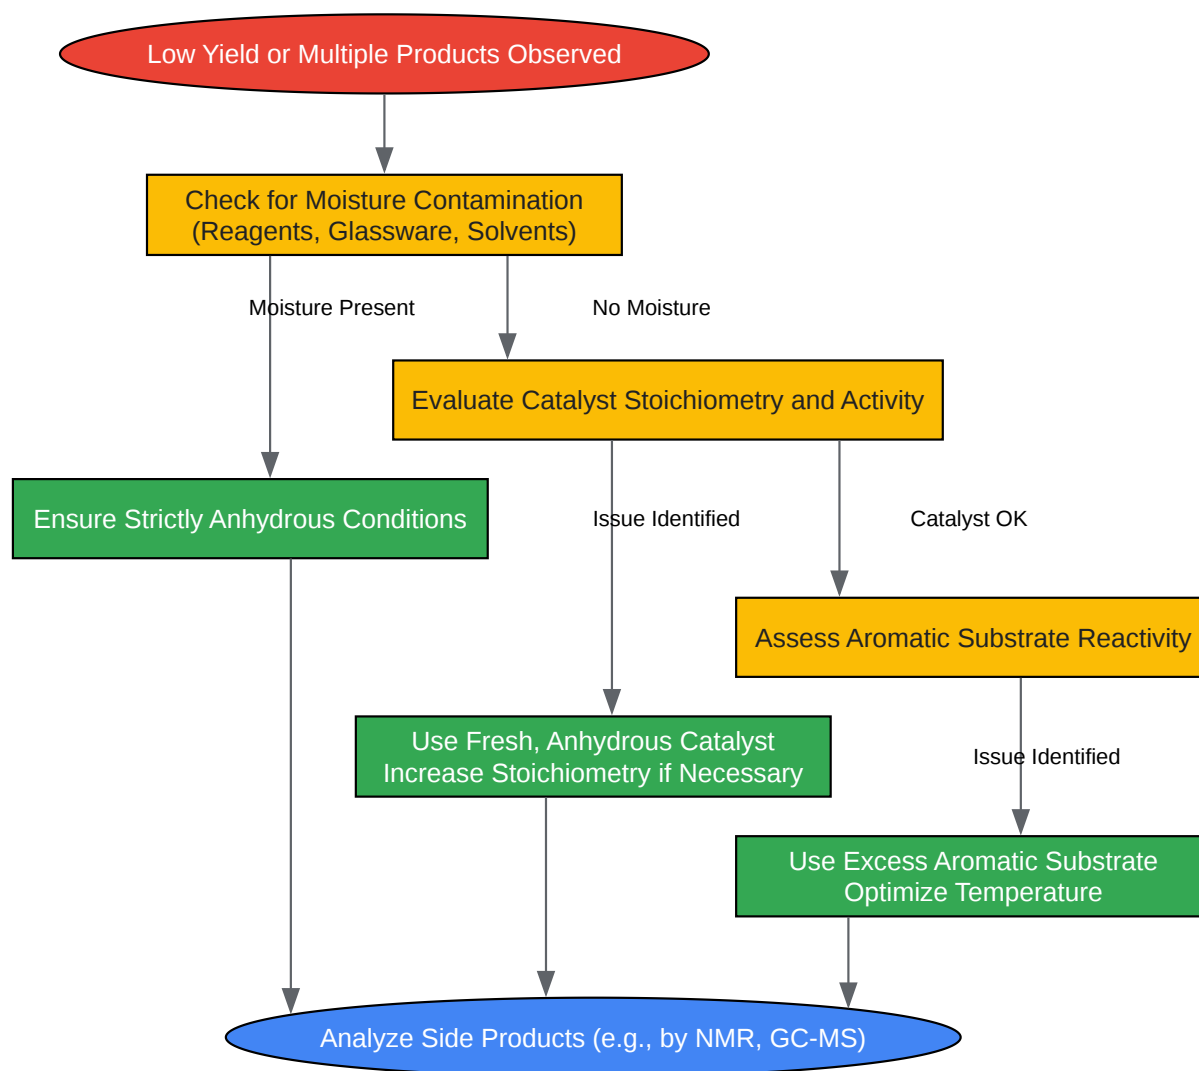 Low Yield or Multiple Products Observed
Check for Moisture Contamination
(Reagents, Glassware, Solvents)
Moisture Present
No Moisture
Evaluate Catalyst Stoichiometry and Activity
Ensure Strictly Anhydrous Conditions
Issue Identified
Catalyst OK
Assess Aromatic Substrate Reactivity
Use Fresh, Anhydrous Catalyst
Increase Stoichiometry if Necessary
Issue Identified
Use Excess Aromatic Substrate
Optimize Temperature
Analyze Side Products (e.g., by NMR, GC-MS)